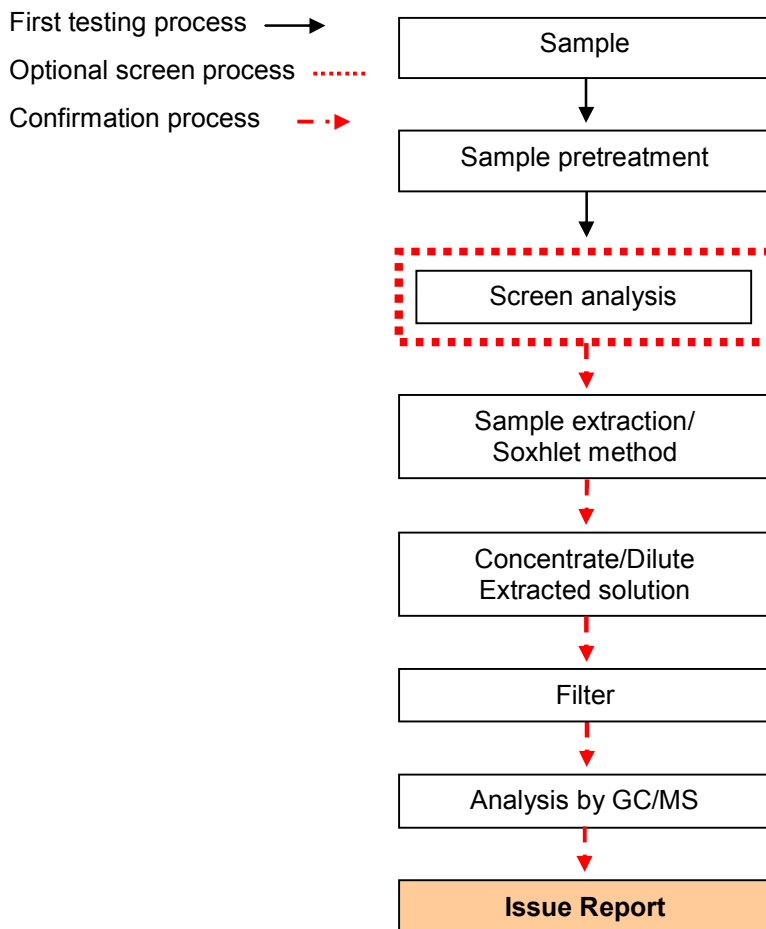 First testing process
Optional screen process
Confirmation process
Sample
Sample pretreatment
Screen analysis
Sample extraction/
Soxhlet method
Concentrate/Dilute
Extracted solution
Filter
Analysis by GC/MS
Issue Report